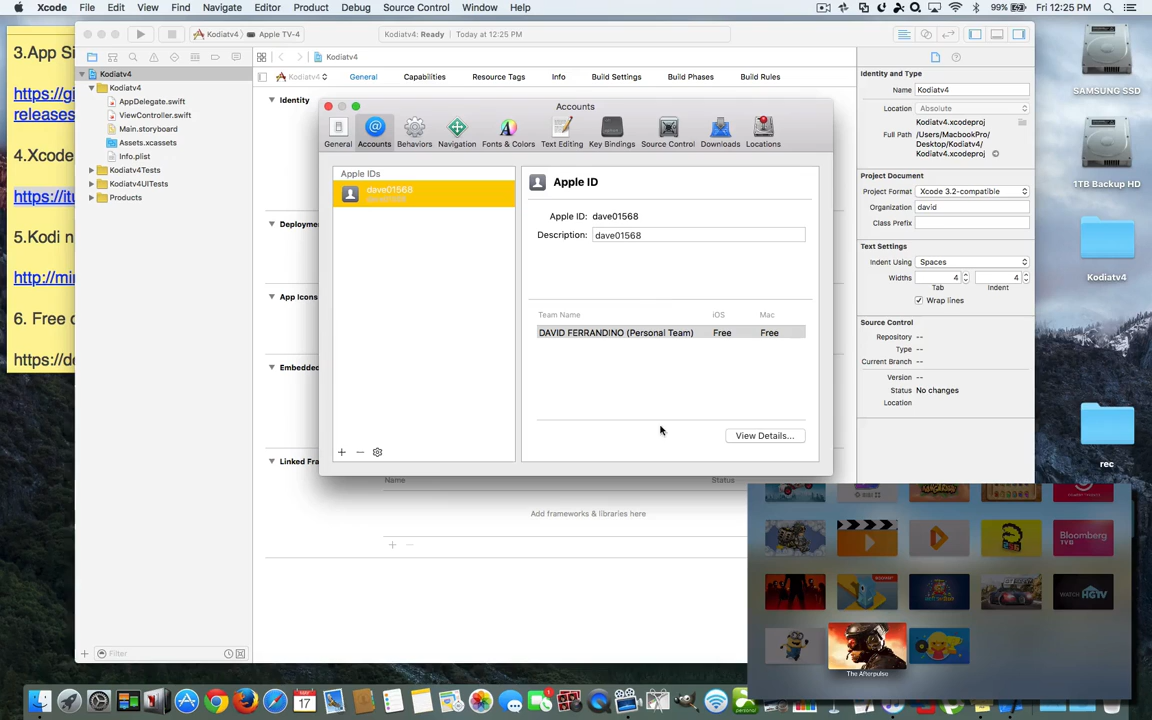 Xcode File Edit View Find Navigate Editor Product Debug Source Control Window Help
99% Fri 12:25 PM
Kodiatv4 Apple TV-4
Kodiatv4: Ready Today at 12:25 PM
Kodiatv4
Kodiatv4 General Capabilities Resource Tags Info Build Settings Build Phases Build Rules
Kodiatv4
Kodiatv4
AppDelegate.swift
ViewController.swift
Main.storyboard
Assets.xcassets
Info.plist
Kodiatv4Tests
Kodiatv4UITests
Products
Filter
3.App Si
https://gi
releases
4.Xcode
https://itu
5.Kodi n
http://mir
6. Free d
https://de
Identity
Deployme
App Icons
Embedded
Linked Fra
Name Status
Add frameworks & libraries here
Accounts
General Accounts Behaviors Navigation Fonts & Colors Text Editing Key Bindings Source Control Downloads Locations
Apple IDs
dave01568
Apple ID
Apple ID: dave01568
Description: dave01568
Team Name iOS Mac
DAVID FERRANDINO (Personal Team) Free Free
View Details...
Identity and Type
Name Kodiatv4
Location Absolute
Kodiatv4.xcodeproj
Full Path /Users/MacbookPro/
Desktop/Kodiatv4/
Kodiatv4.xcodeproj
Project Document
Project Format Xcode 3.2-compatible
Organization david
Class Prefix
Text Settings
Indent Using Spaces
Widths 4 4
Tab Indent
Wrap lines
Source Control
Repository --
Type --
Current Branch --
Version --
Status No changes
Location
SAMSUNG SSD
1TB Backup HD
Kodiatv4
rec
Bloomberg
WATCH HGTV
The Afterpulse
17